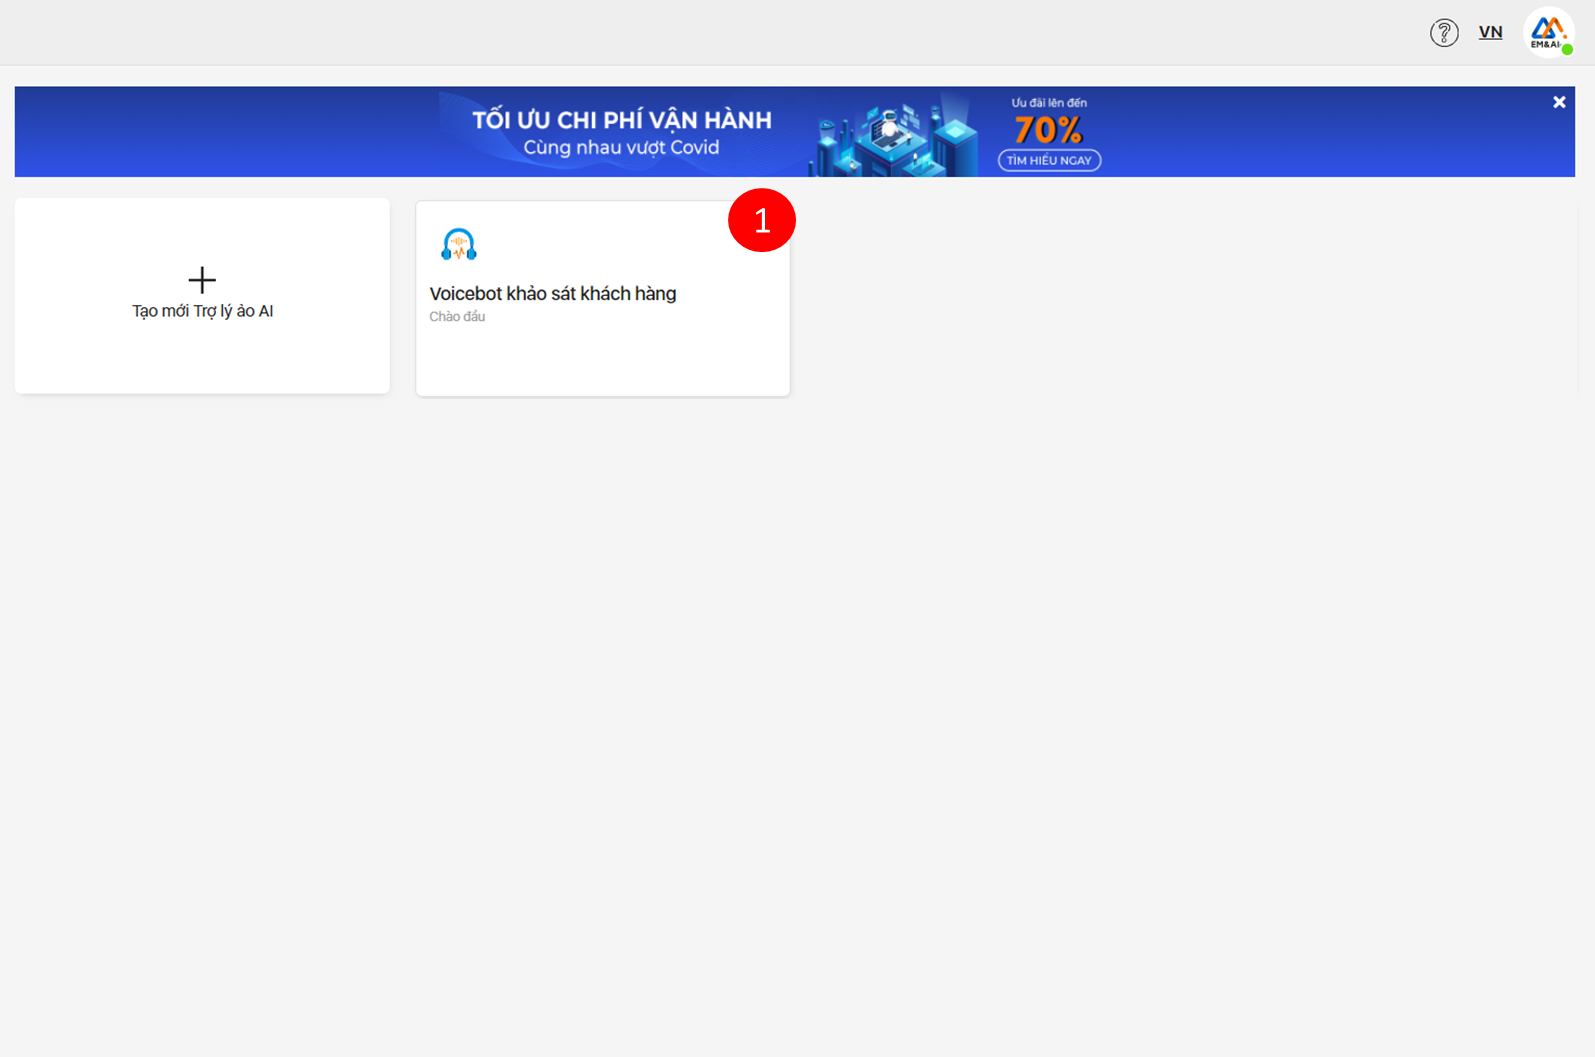 VN
EM&AI
TỐI ƯU CHI PHÍ VẬN HÀNH
Cùng nhau vượt Covid
Ưu đãi lên đến
70%
TÌM HIỂU NGAY
1
Voicebot khảo sát khách hàng
Chào đầu
Tạo mới Trợ lý ảo AI